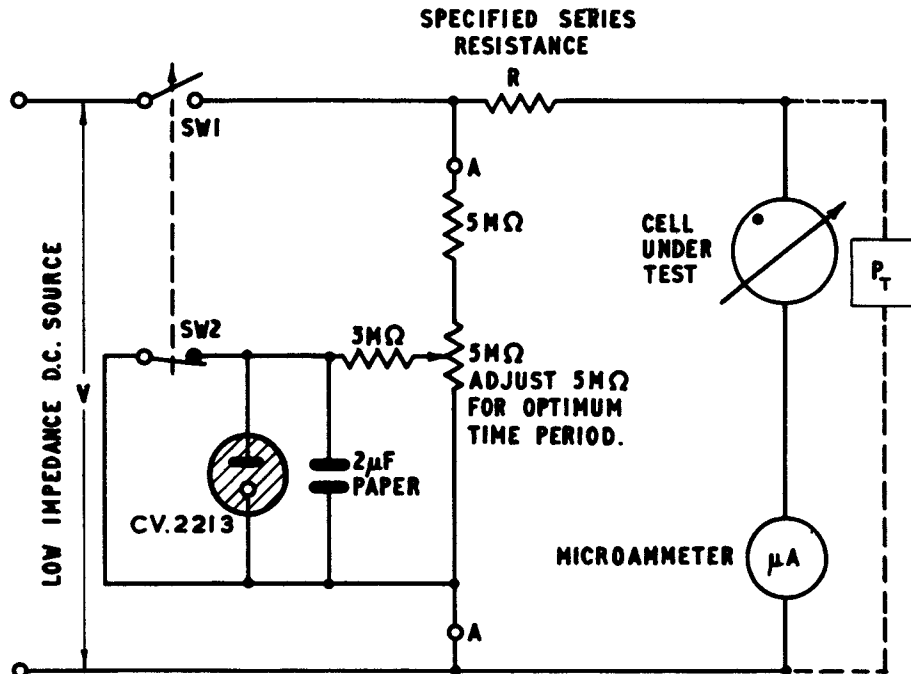 SPECIFIED SERIES
RESISTANCE
R
SW1
A
5MΩ
CELL
UNDER
TEST
P_T
LOW IMPEDANCE D.C. SOURCE
V
SW2
3MΩ
5MΩ
ADJUST 5MΩ
FOR OPTIMUM
TIME PERIOD.
2μF
PAPER
CV.2213
MICROAMMETER
μA
A